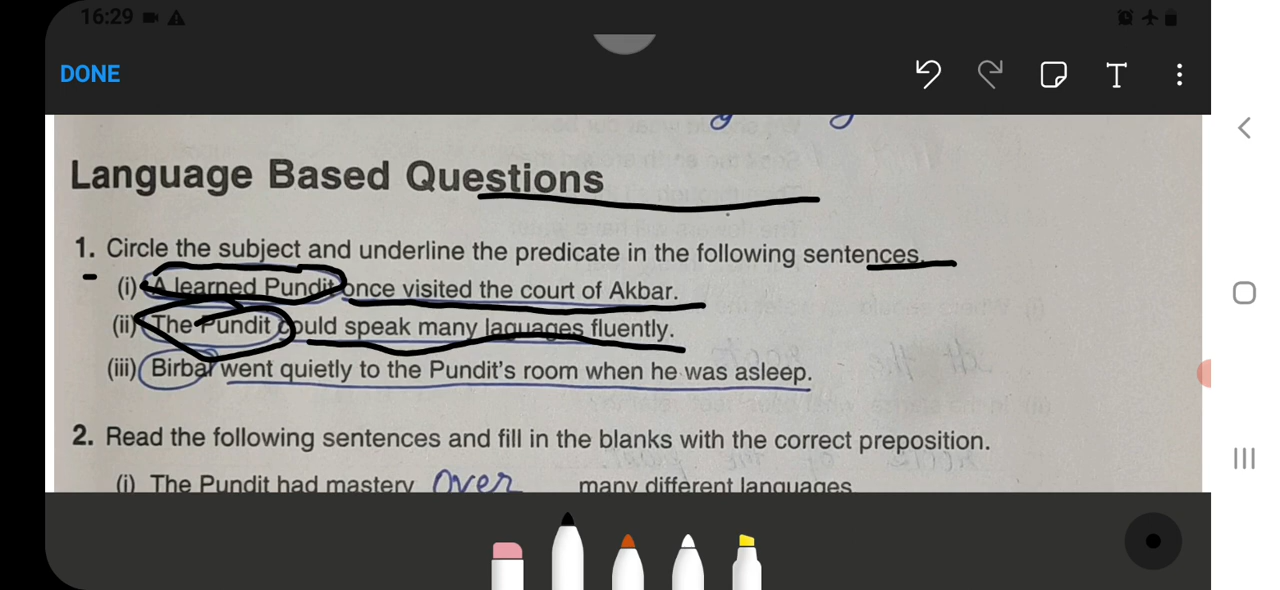 16:29
DONE
T
Language Based Questions
1. Circle the subject and underline the predicate in the following sentences.
(i) A learned Pundit once visited the court of Akbar.
(ii) The Pundit could speak many laguages fluently.
(iii) Birbal went quietly to the Pundit's room when he was asleep.
2. Read the following sentences and fill in the blanks with the correct preposition.
(i) The Pundit had mastery over many different languages